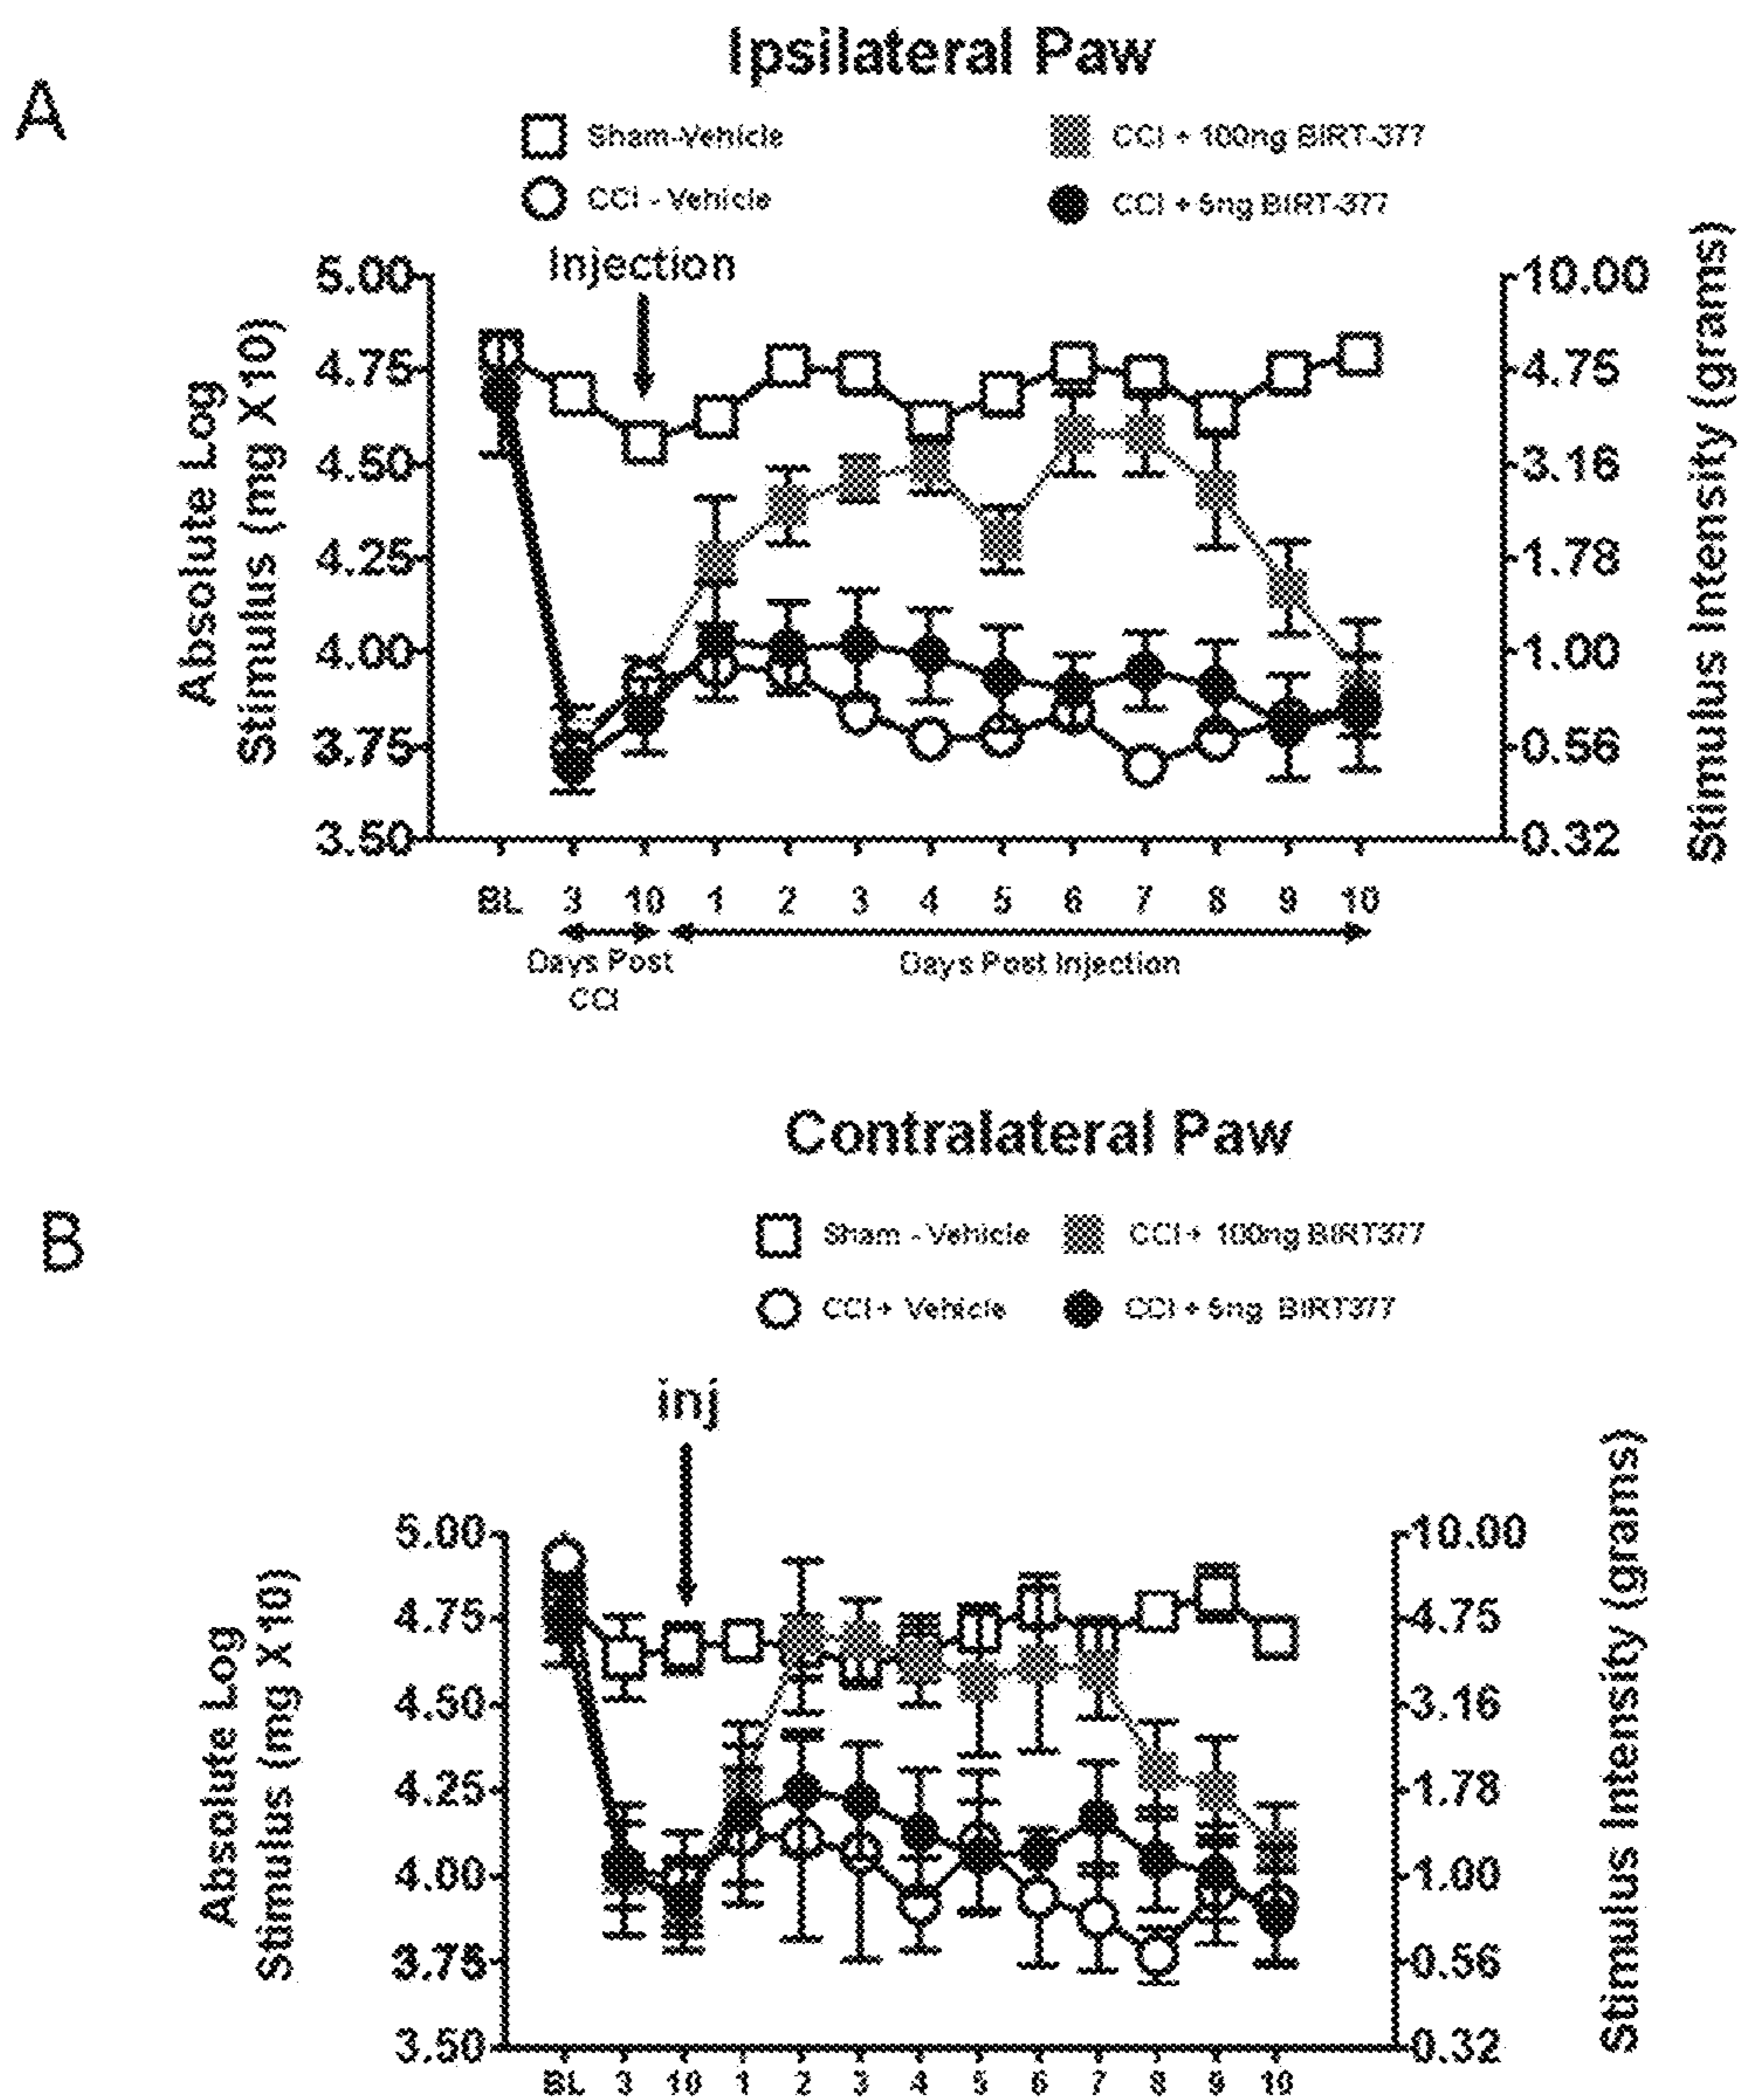 Ipsilateral Paw
A
Sham-Vehicle
CCI + 100ng BIRT-377
CCI - Vehicle
CCI + 5ng BIRT-377
Injection
Absolute Log
Stimulus (mg X10)
5.00
4.75
4.50
4.25
4.00
3.75
3.50
10.00
4.75
3.16
1.78
1.00
0.56
0.32
Stimulus Intensity (grams)
BL 3 10 1 2 3 4 5 6 7 8 9 10
Days Post
CCI
Days Post Injection
Contralateral Paw
B
Sham - Vehicle
CCI+ 100ng BIRT377
CCI+ Vehicle
CCI + 5ng BIRT377
inj
Absolute Log
Stimulus (mg X10)
5.00
4.75
4.50
4.25
4.00
3.75
3.50
10.00
4.75
3.16
1.78
1.00
0.56
0.32
Stimulus Intensity (grams)
BL 3 10 1 2 3 4 5 6 7 8 9 10